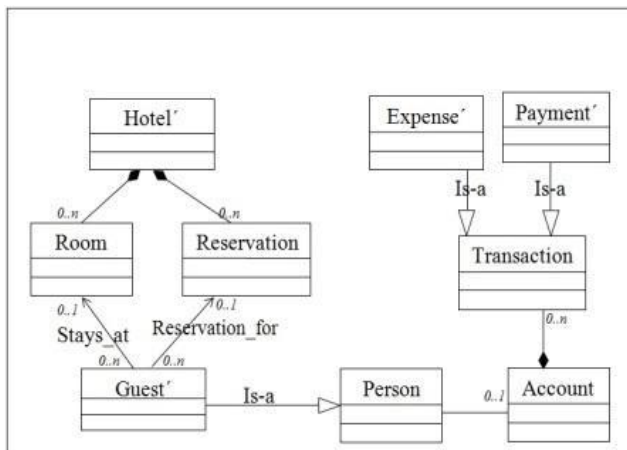 Hotel´
Expense´
Payment´
Is-a
Is-a
0..n
0..n
Room
Reservation
Transaction
0..1
0..1
0..n
Stays_at
Reservation_for
0..n
0..n
Guest´
Is-a
Person
0..1
Account